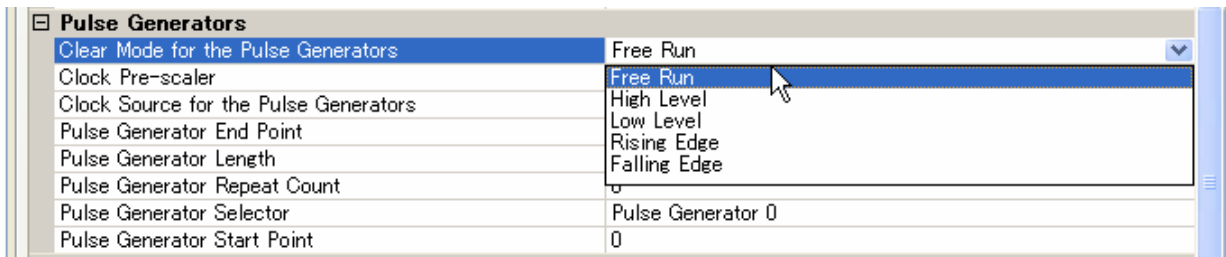 Pulse Generators
Clear Mode for the Pulse Generators Free Run
Clock Pre-scaler Free Run
High Level
Clock Source for the Pulse Generators
Low Level
Pulse Generator End Point
Rising Edge
Pulse Generator Length Falling Edge
Pulse Generator Repeat Count
Pulse Generator Selector Pulse Generator 0
Pulse Generator Start Point 0